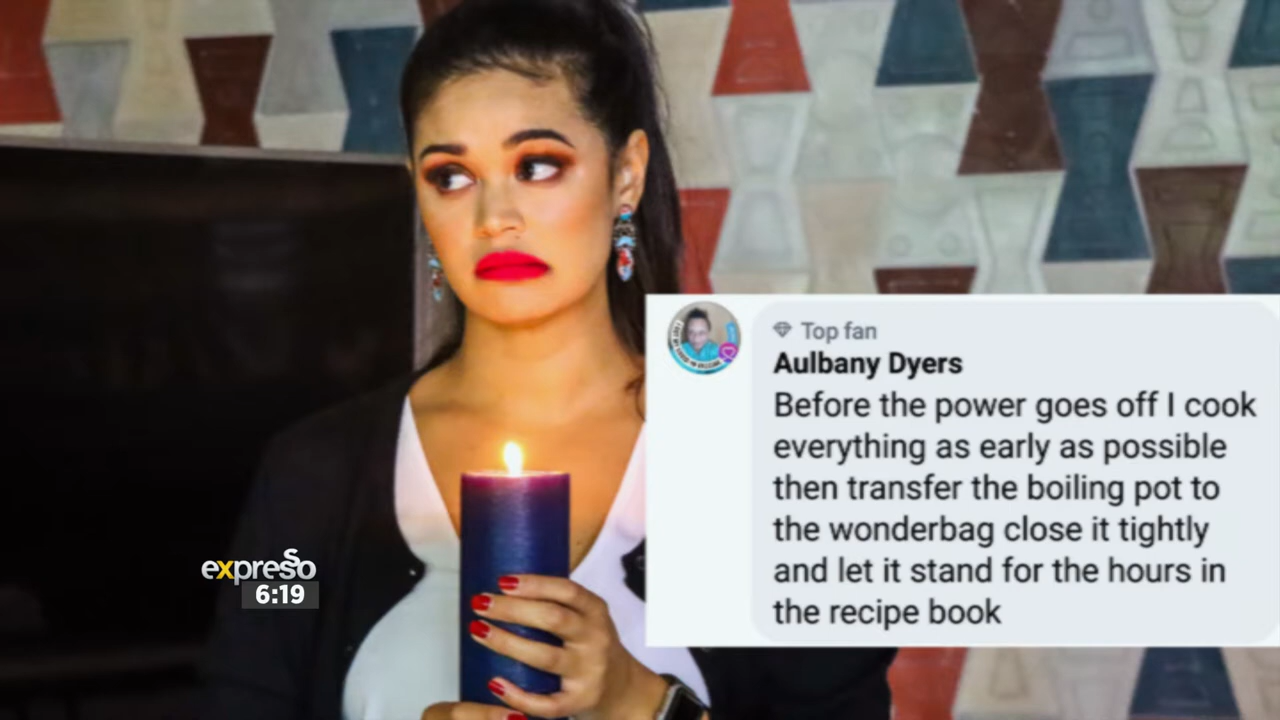 Top fan
Aulbany Dyers
Before the power goes off I cook
everything as early as possible
then transfer the boiling pot to
the wonderbag close it tightly
and let it stand for the hours in
the recipe book
expresso
6:19